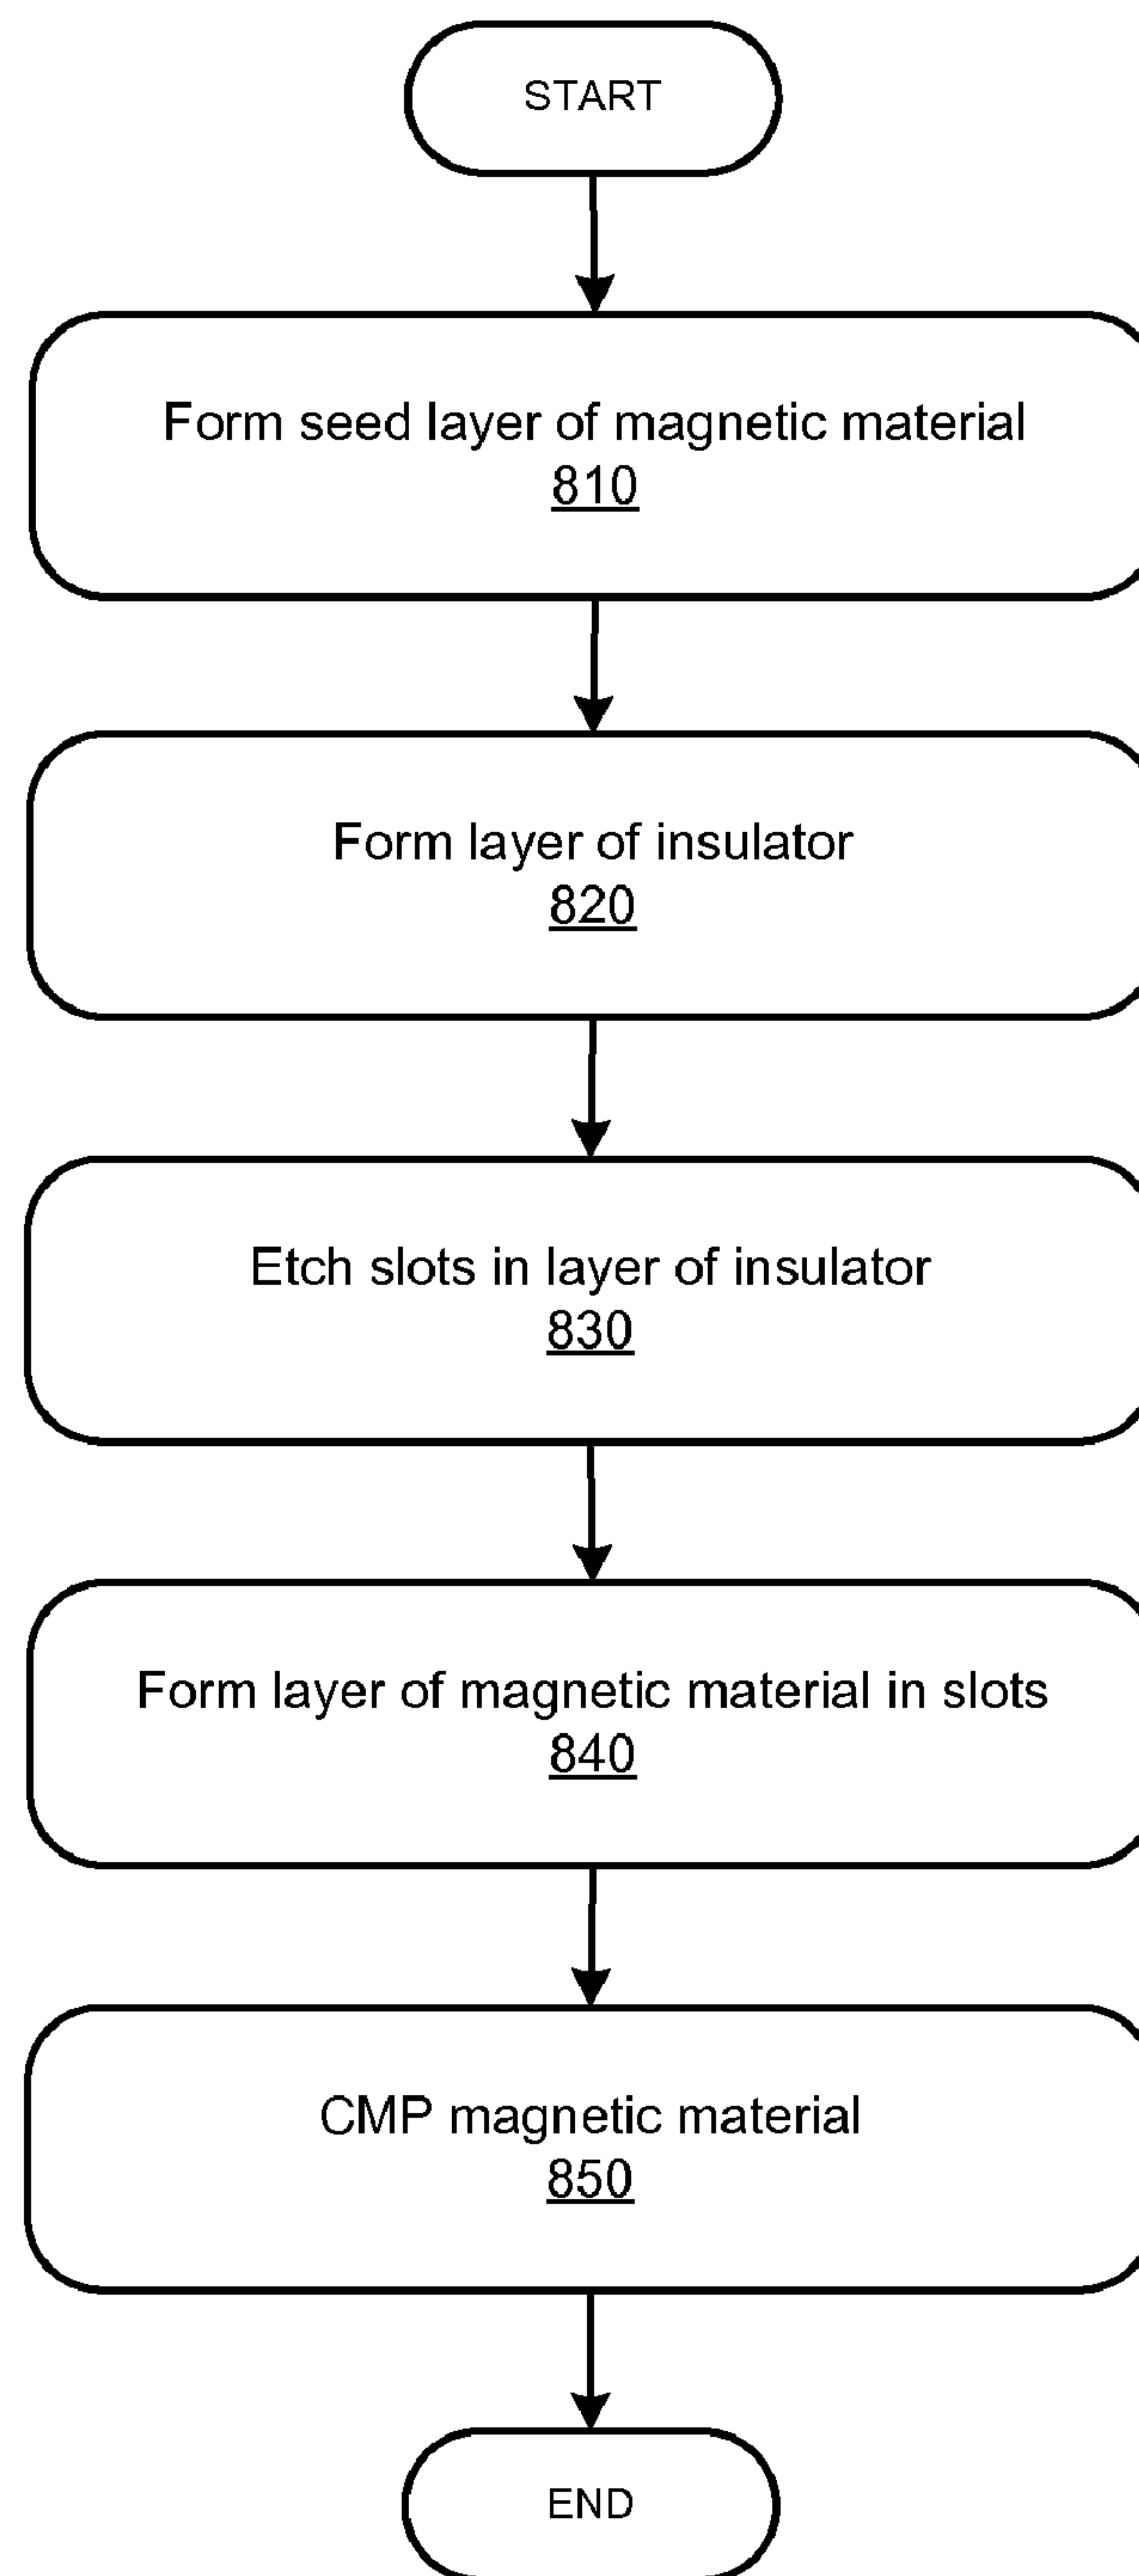 START
Form seed layer of magnetic material
810
Form layer of insulator
820
Etch slots in layer of insulator
830
Form layer of magnetic material in slots
840
CMP magnetic material
850
END